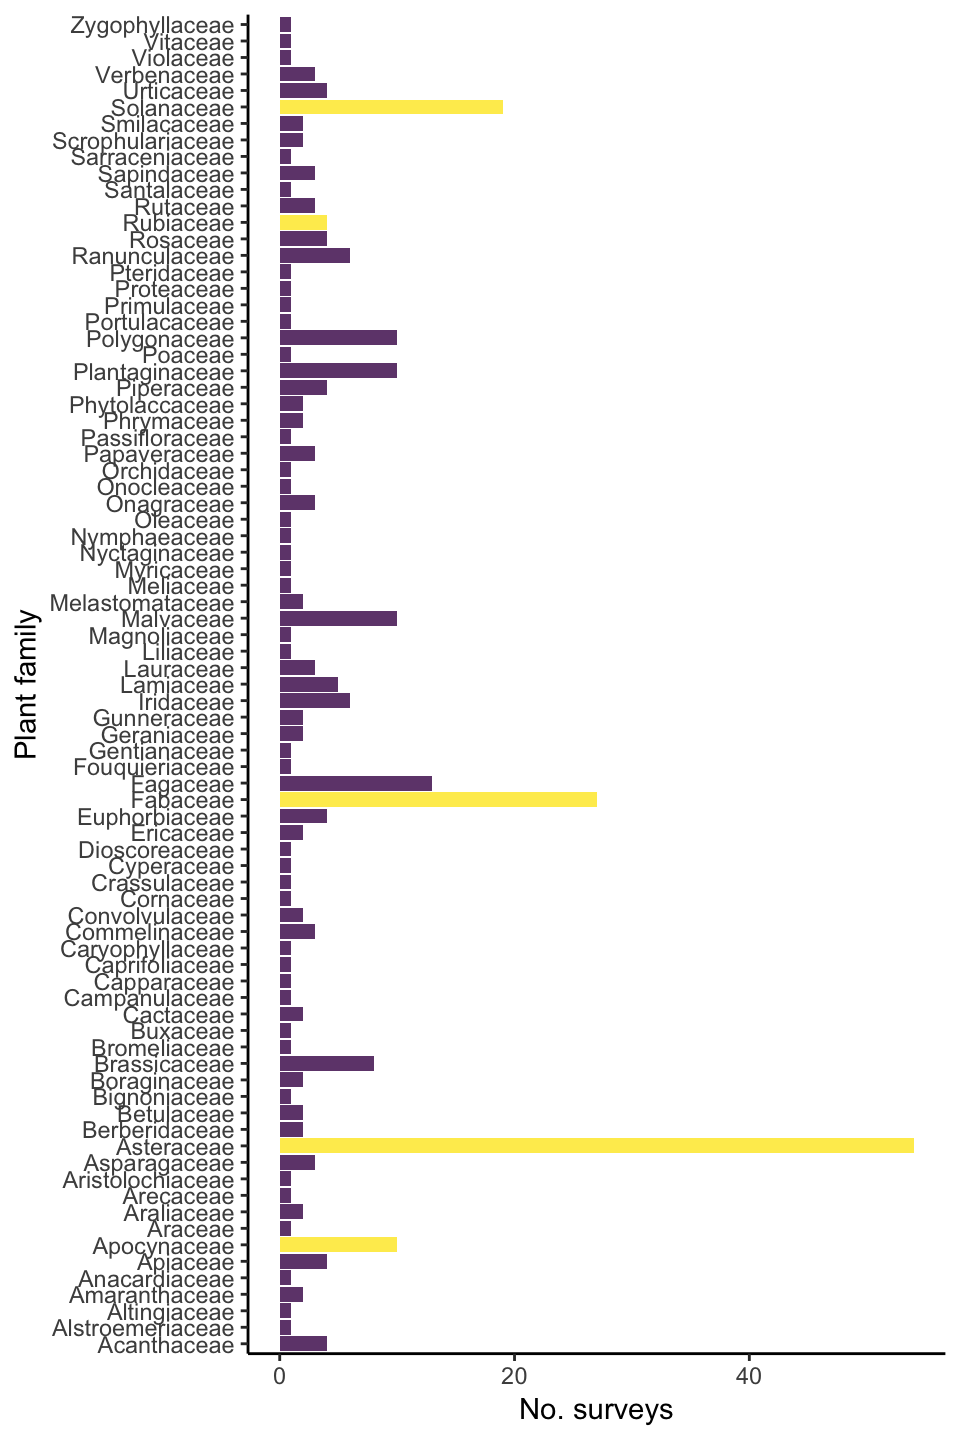 Zygophyllaceae
Vitaceae
Violaceae
Verbenaceae
Urticaceae
Solanaceae
Smilacaceae
Scrophulariaceae
Sarraceniaceae
Sapindaceae
Santalaceae
Rutaceae
Rubiaceae
Rosaceae
Ranunculaceae
Pteridaceae
Proteaceae
Primulaceae
Portulacaceae
Polygonaceae
Poaceae
Plantaginaceae
Piperaceae
Phytolaccaceae
Phrymaceae
Passifloraceae
Papaveraceae
Orchidaceae
Onocleaceae
Onagraceae
Oleaceae
Nymphaeaceae
Nyctaginaceae
Myricaceae
Meliaceae
Melastomataceae
Malvaceae
Magnoliaceae
Liliaceae
Lauraceae
Lamiaceae
Iridaceae
Gunneraceae
Geraniaceae
Gentianaceae
Fouquieriaceae
Fagaceae
Fabaceae
Euphorbiaceae
Ericaceae
Dioscoreaceae
Cyperaceae
Crassulaceae
Cornaceae
Convolvulaceae
Commelinaceae
Caryophyllaceae
Caprifoliaceae
Capparaceae
Campanulaceae
Cactaceae
Buxaceae
Bromeliaceae
Brassicaceae
Boraginaceae
Bignoniaceae
Betulaceae
Berberidaceae
Asteraceae
Asparagaceae
Aristolochiaceae
Arecaceae
Araliaceae
Araceae
Apocynaceae
Apiaceae
Anacardiaceae
Amaranthaceae
Altingiaceae
Alstroemeriaceae
Acanthaceae
Plant family
0 20 40
No. surveys